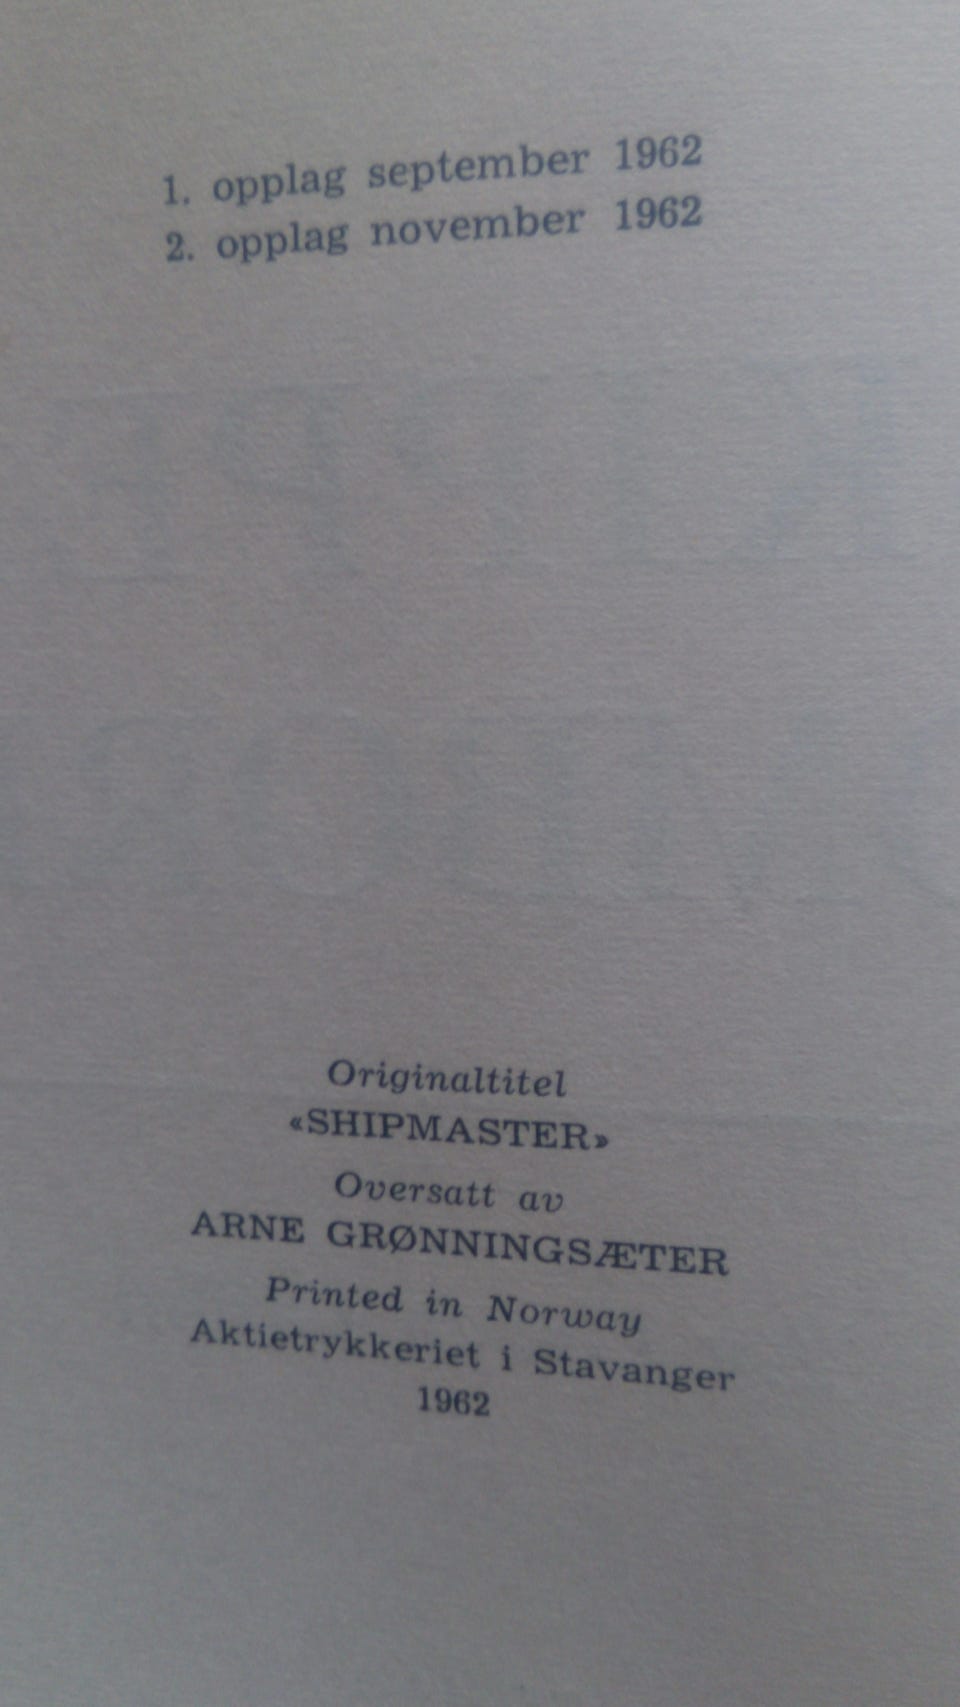 1. opplag september 1962
2. opplag november 1962
Originaltitel
«SHIPMASTER»
Oversatt av
ARNE GRØNNINGSÆTER
Printed in Norway
Aktietrykkeriet i Stavanger
1962